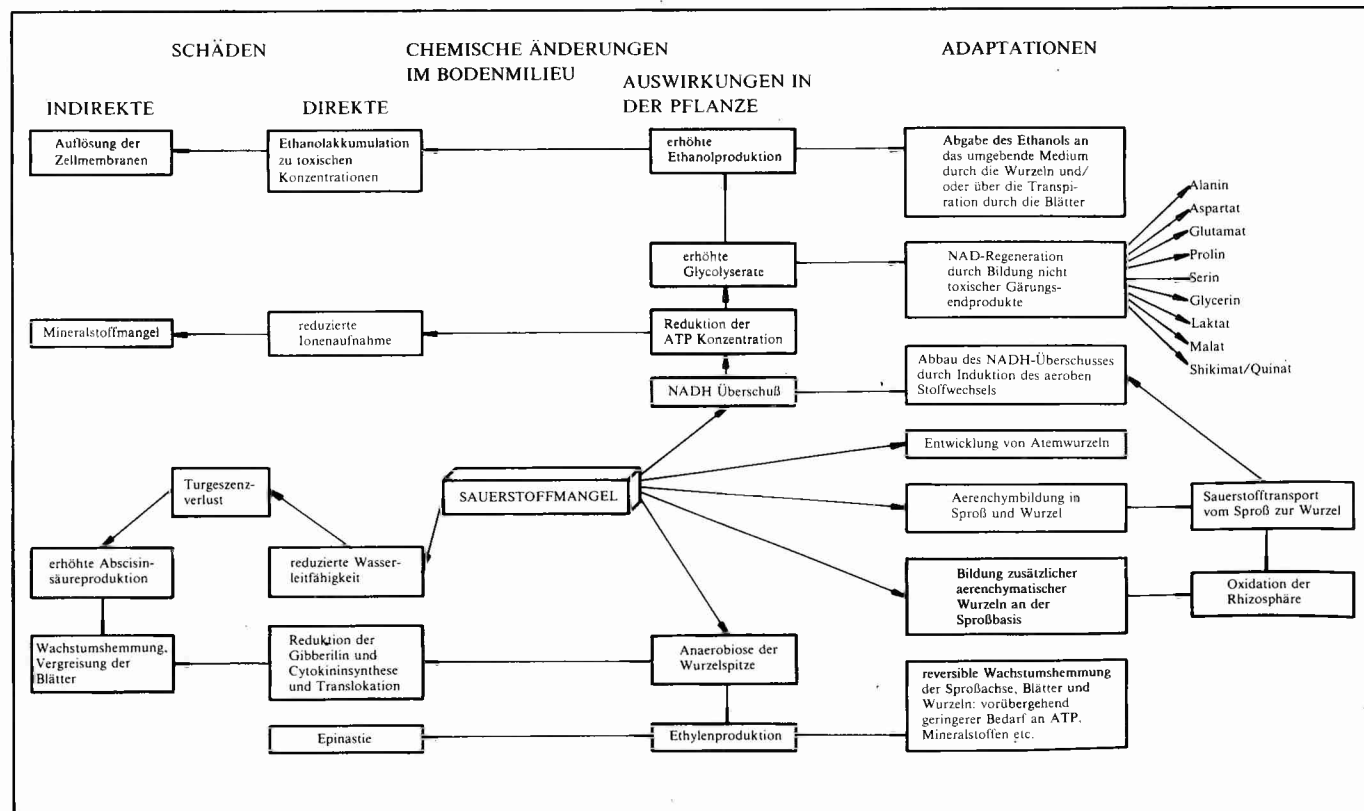 SCHÄDEN
CHEMISCHE ÄNDERUNGEN
IM BODENMILIEU
ADAPTATIONEN
INDIREKTE
DIREKTE
AUSWIRKUNGEN IN
DER PFLANZE
Auflösung der
Zellmembranen
Ethanolakkumulation
zu toxischen
Konzentrationen
erhöhte
Ethanolproduktion
Abgabe des Ethanols an
das umgebende Medium
durch die Wurzeln und/
oder über die Transpi-
ration durch die Blätter
erhöhte
Glycolyserate
NAD-Regeneration
durch Bildung nicht
toxischer Gärungs-
endprodukte
Alanin
Aspartat
Glutamat
Prolin
Serin
Glycerin
Laktat
Malat
Shikimat/Quinat
Mineralstoffmangel
reduzierte
Ionenaufnahme
Reduktion der
ATP Konzentration
NADH Überschuß
Abbau des NADH-Überschusses
durch Induktion des aeroben
Stoffwechsels
Entwicklung von Atemwurzeln
Turgeszenz-
verlust
SAUERSTOFFMANGEL
Aerenchymbildung in
Sproß und Wurzel
Sauerstofftransport
vom Sproß zur Wurzel
erhöhte Abscisin-
säureproduktion
reduzierte Wasser-
leitfähigkeit
Bildung zusätzlicher
aerenchymatischer
Wurzeln an der
Sproßbasis
Oxidation der
Rhizosphäre
Wachstumshemmung,
Vergreisung der
Blätter
Reduktion der
Gibberilin und
Cytokininsynthese
und Translokation
Anaerobiose der
Wurzelspitze
reversible Wachstumshemmung
der Sproßachse, Blätter und
Wurzeln: vorübergehend
geringerer Bedarf an ATP,
Mineralstoffen etc.
Epinastie
Ethylenproduktion